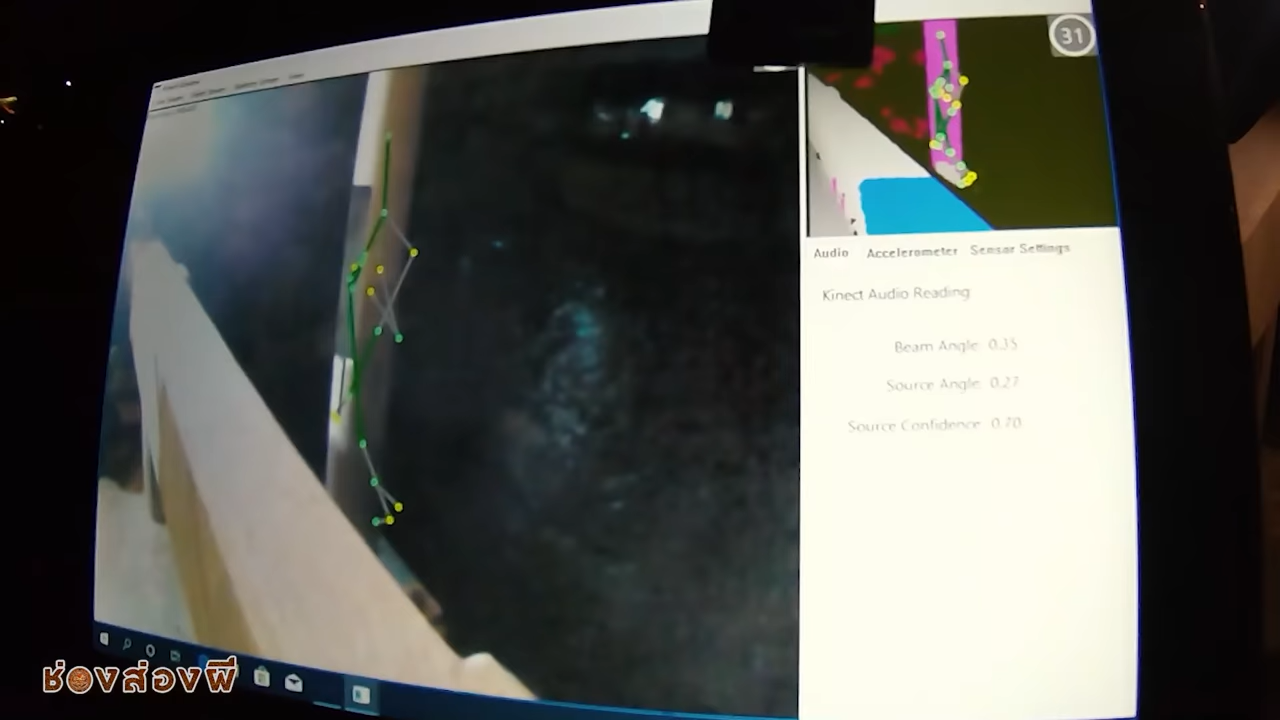 31
Audio Accelerometer Sensor Settings
Kinect Audio Reading
Beam Angle: 0.35
Source Angle: 0.27
Source Confidence: 0.70
ช่องส่องผี